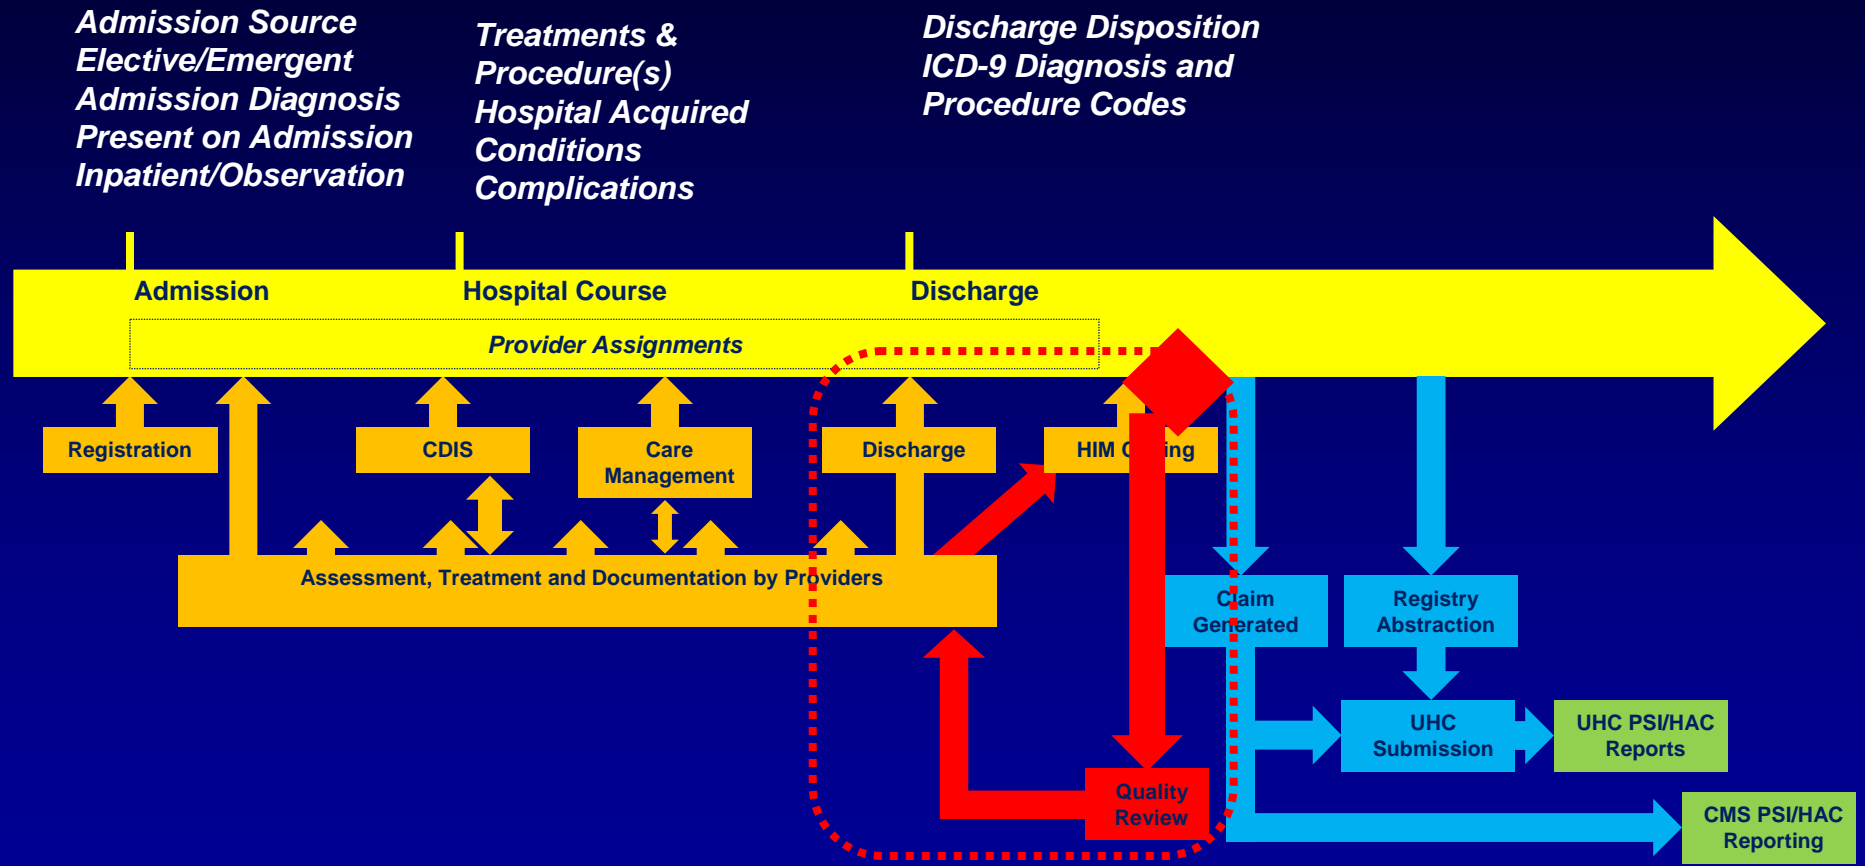 Admission Source
Elective/Emergent
Admission Diagnosis
Present on Admission
Inpatient/Observation
Treatments &
Procedure(s)
Hospital Acquired
Conditions
Complications
Discharge Disposition
ICD-9 Diagnosis and
Procedure Codes
Admission
Hospital Course
Discharge
Provider Assignments
Registration
CDIS
Care
Management
Discharge
HIM
Assessment, Treatment and Documentation by Providers
Claim
Generated
Registry
Abstraction
UHC
Submission
UHC PSI/HAC
Reports
Quality
Review
CMS PSI/HAC
Reporting